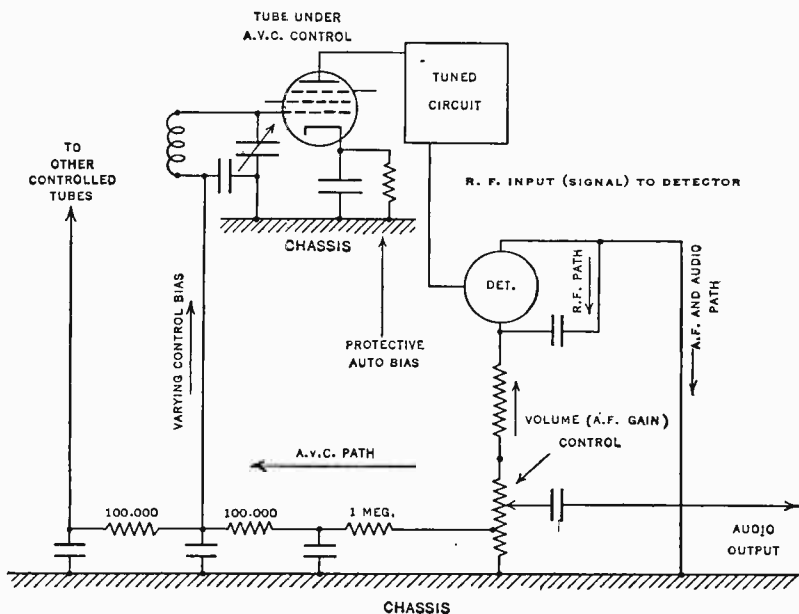 TUBE UNDER
A.V.C. CONTROL
TUNED
CIRCUIT
TO
OTHER
CONTROLLED
TUBES
R. F. INPUT (SIGNAL) TO DETECTOR
CHASSIS
DET.
R.F. PATH
A.F. AND AUDIO
PATH
VARYING CONTROL BIAS
PROTECTIVE
AUTO BIAS
VOLUME (A.F. GAIN)
CONTROL
A.V.C. PATH
100.000
100.000
1 MEG.
AUDIO
OUTPUT
CHASSIS